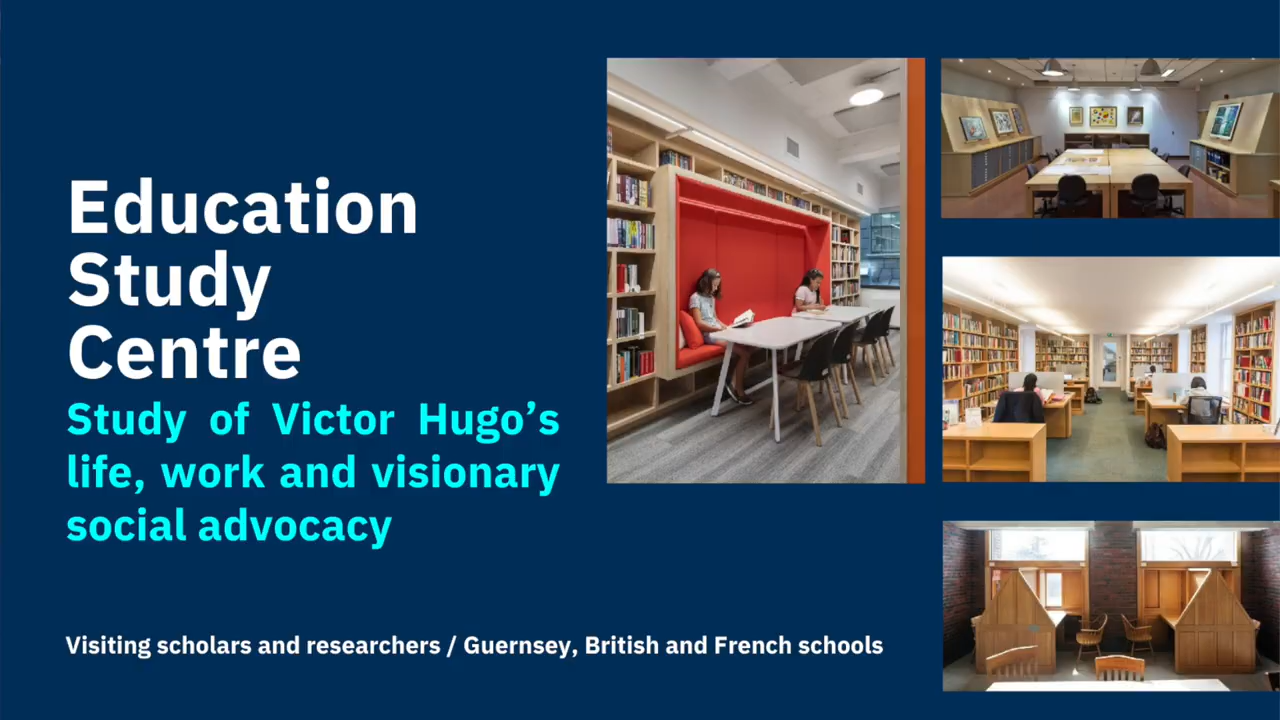 Education
Study
Centre
Study of Victor Hugo’s
life, work and visionary
social advocacy
Visiting scholars and researchers / Guernsey, British and French schools